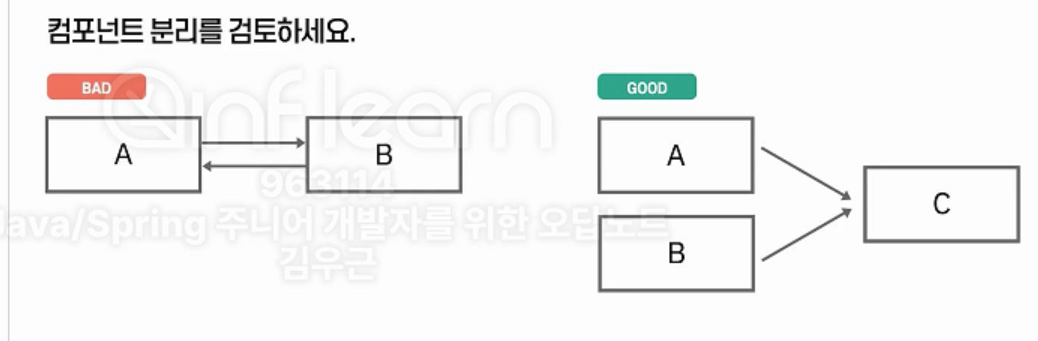 컴포넌트 분리를 검토하세요.
BAD
GOOD
inflearn
A
B
A
C
B
963114
Java/Spring 주니어 개발자를 위한 오답노트
김우근